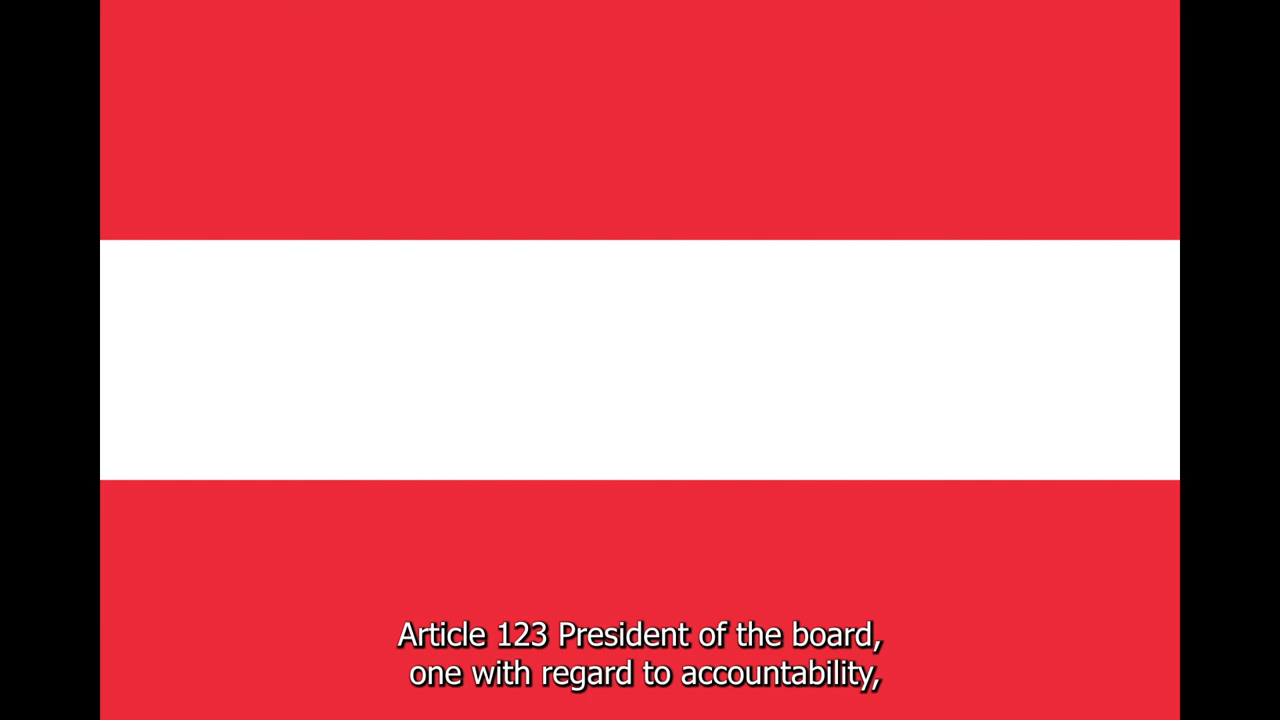 Article 123 President of the board,
one with regard to accountability,